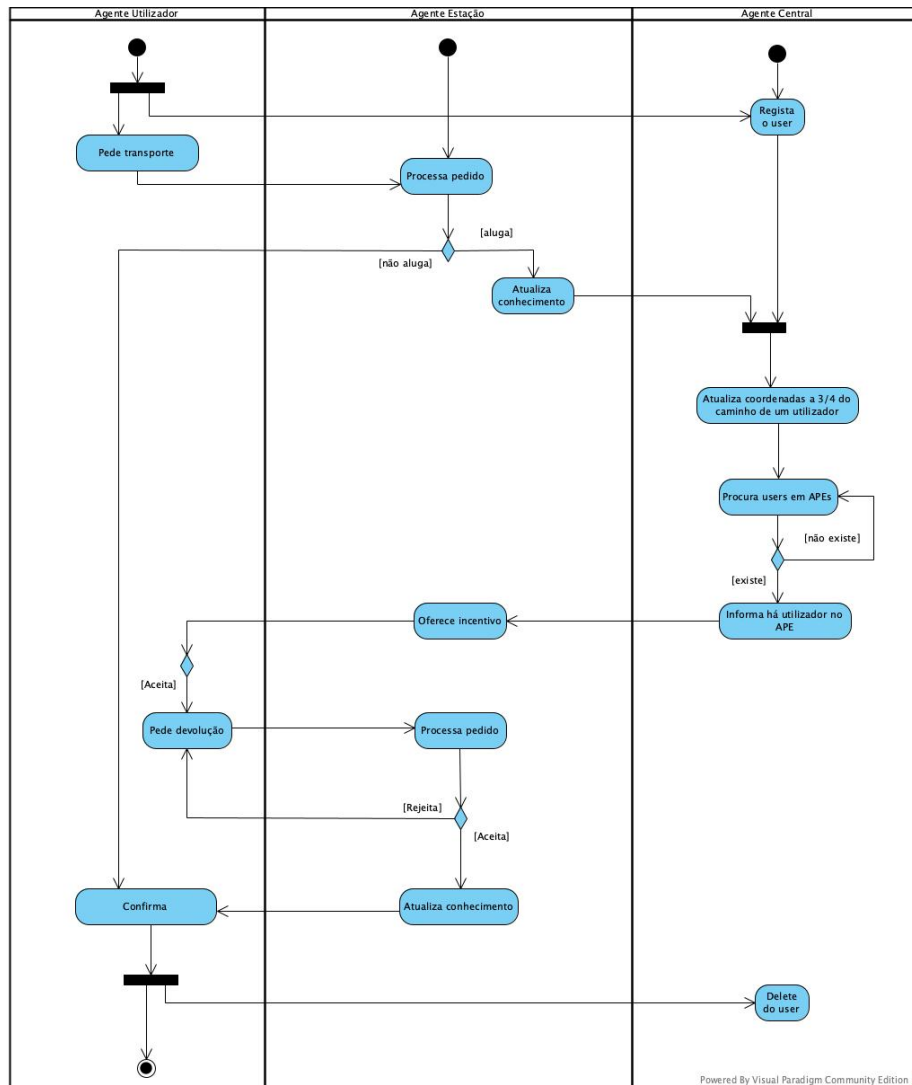 Agente Utilizador
Agente Estação
Agente Central
Regista
o user
Pede transporte
Processa pedido
[aluga]
[não aluga]
Atualiza
conhecimento
Atualiza coordenadas a 3/4 do
caminho de um utilizador
Procura users em APEs
[não existe]
[existe]
Oferece incentivo
Informa há utilizador no
APE
[Aceita]
Pede devolução
Processa pedido
[Rejeita]
[Aceita]
Confirma
Atualiza conhecimento
Delete
do user
Powered By Visual Paradigm Community Edition